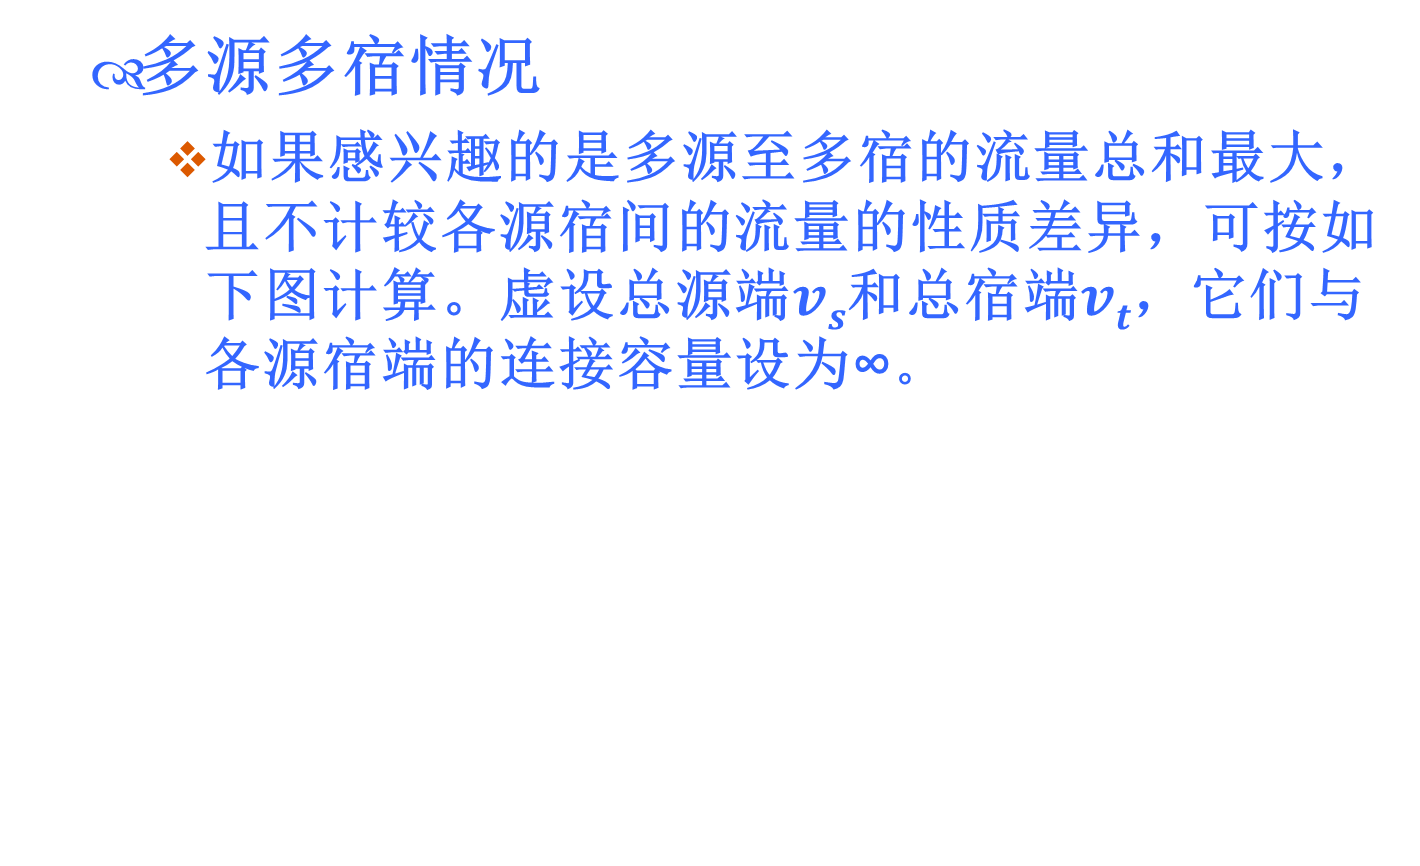 多源多宿情况
❖如果感兴趣的是多源至多宿的流量总和最大，
且不计较各源宿间的流量的性质差异，可按如
下图计算。虚设总源端vs和总宿端vt，它们与
各源宿端的连接容量设为∞。